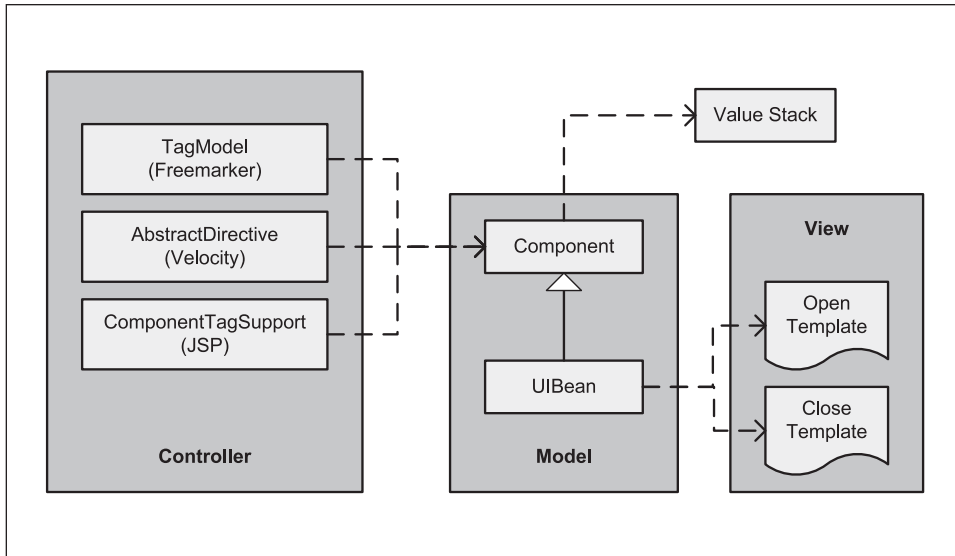 TagModel
(Freemarker)
AbstractDirective
(Velocity)
ComponentTagSupport
(JSP)
Controller
Value Stack
Component
UIBean
Model
View
Open
Template
Close
Template